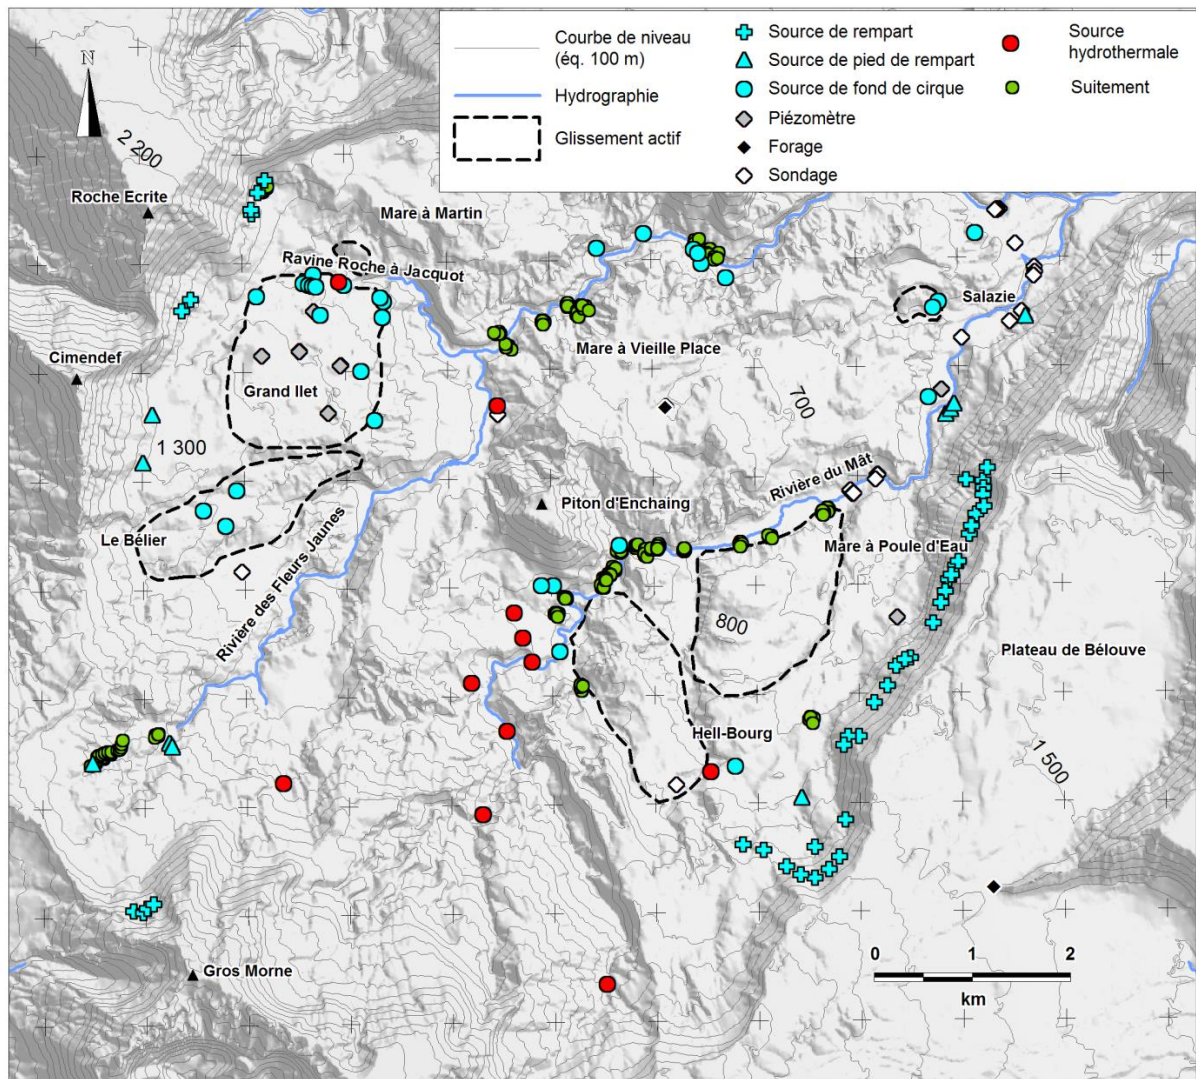 Courbe de niveau
(éq. 100 m)
Hydrographie
Glissement actif
Source de rempart
Source de pied de rempart
Source de fond de cirque
Piézomètre
Forage
Sondage
Source
hydrothermale
Suitement
N
2 200
Roche Ecrite
Mare à Martin
Ravine Roche à Jacquot
Salazie
Cimendef
Mare à Vieille Place
Grand Ilet
700
1 300
Rivière du Mât
Piton d'Enchaing
Le Bélier
Rivière des Fleurs Jaunes
Mare à Poule d'Eau
800
Plateau de Bélouve
Hell-Bourg
1 500
Gros Morne
0 1 2
km